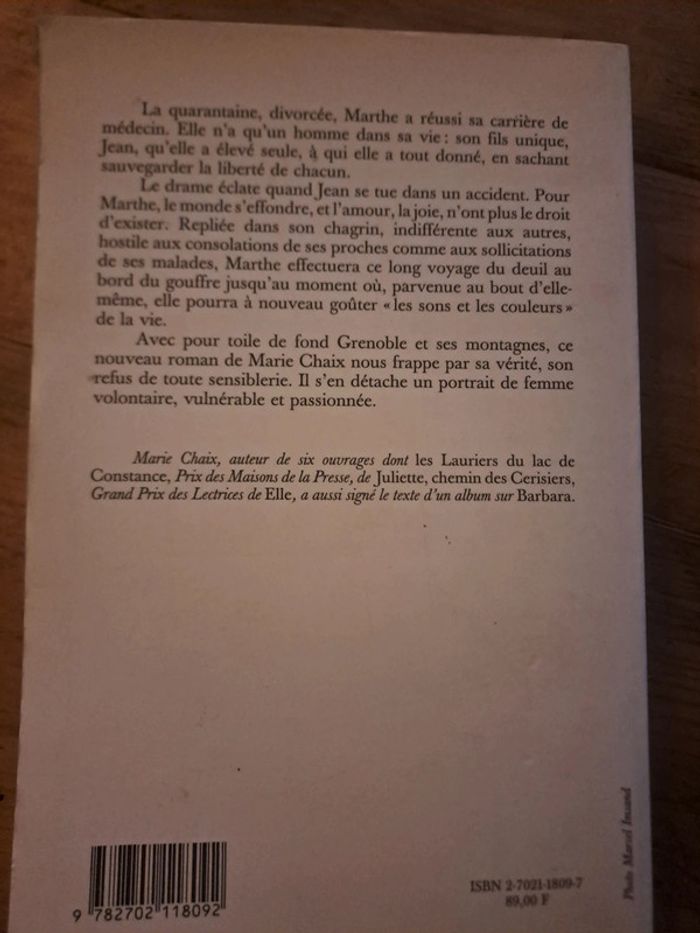 La quarantaine, divorcée, Marthe a réussi sa carrière de
médecin. Elle n'a qu'un homme dans sa vie : son fils unique,
Jean, qu'elle a élevé seule, à qui elle a tout donné, en sachant
sauvegarder la liberté de chacun.
Le drame éclate quand Jean se tue dans un accident. Pour
Marthe, le monde s'effondre, et l'amour, la joie, n'ont plus le droit
d'exister. Repliée dans son chagrin, indifférente aux autres,
hostile aux consolations de ses proches comme aux sollicitations
de ses malades, Marthe effectuera ce long voyage du deuil au
bord du gouffre jusqu'au moment où, parvenue au bout d'elle-
même, elle pourra à nouveau goûter « les sons et les couleurs »
de la vie.
Avec pour toile de fond Grenoble et ses montagnes, ce
nouveau roman de Marie Chaix nous frappe par sa vérité, son
refus de toute sensiblerie. Il s'en détache un portrait de femme
volontaire, vulnérable et passionnée.
Marie Chaix, auteur de six ouvrages dont les Lauriers du lac de
Constance, Prix des Maisons de la Presse, de Juliette, chemin des Cerisiers,
Grand Prix des Lectrices de Elle, a aussi signé le texte d'un album sur Barbara.
Photo Marcel Imsand
ISBN 2-7021-1809-7
89,00 F
9 782702 118092